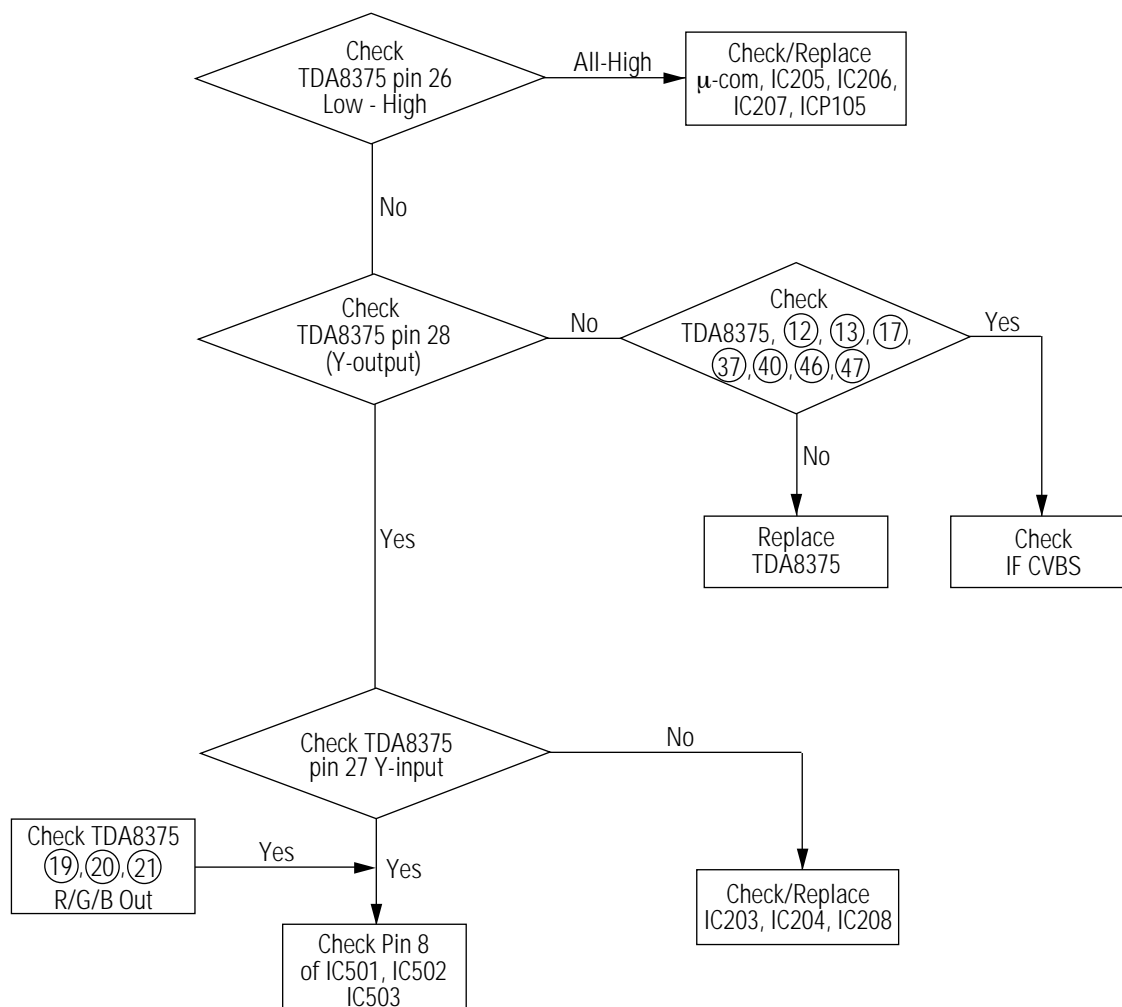 Check
TDA8375 pin 26
Low - High
All-High
Check/Replace
µ-com, IC205, IC206,
IC207, ICP105
No
Check
TDA8375 pin 28
(Y-output)
No
Check
TDA8375, 12, 13, 17,
37, 40, 46, 47
Yes
No
Replace
TDA8375
Check
IF CVBS
Yes
Check TDA8375
pin 27 Y-input
No
Check TDA8375
19, 20, 21
R/G/B Out
Yes
Yes
Check/Replace
IC203, IC204, IC208
Check Pin 8
of IC501, IC502
IC503